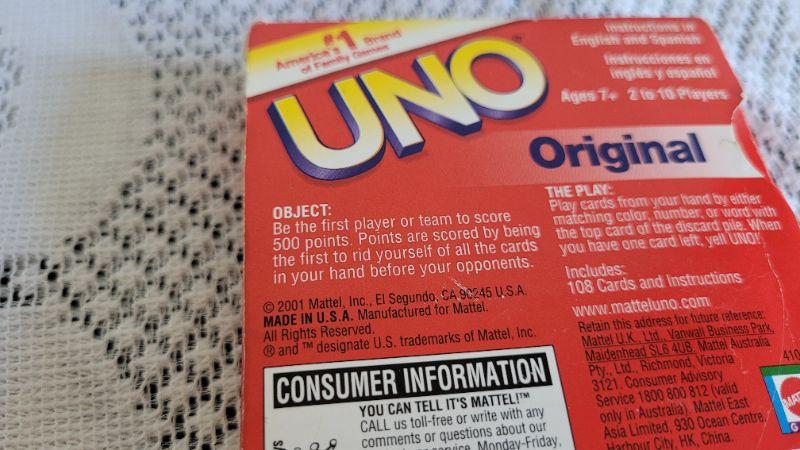 America's #1 Brand
of Family Games
UNO®
Original
Instructions in
English and Spanish
Instrucciones en
inglés y español
Ages 7+ 2 to 10 Players
OBJECT:
Be the first player or team to score
500 points. Points are scored by being
the first to rid yourself of all the cards
in your hand before your opponents.
THE PLAY:
Play cards from your hand by either
matching color, number, or word with
the top card of the discard pile. When
you have one card left, yell UNO!
Includes:
108 Cards and Instructions
www.matteluno.com
© 2001 Mattel, Inc., El Segundo, CA 90245 U.S.A.
MADE IN U.S.A. Manufactured for Mattel.
All Rights Reserved.
® and ™ designate U.S. trademarks of Mattel, Inc.
Retain this address for future reference:
Mattel U.K., Ltd., Vanwall Business Park,
Maidenhead SL6 4UB. Mattel Australia
Pty., Ltd., Richmond, Victoria
3121. Consumer Advisory
Service 1800 800 812 (valid
only in Australia). Mattel East
Asia Limited, 930 Ocean Centre,
Harbour City, HK, China.
CONSUMER INFORMATION
YOU CAN TELL IT'S MATTEL!™
CALL us toll-free or write with any
comments or questions about our
service, Monday-Friday,